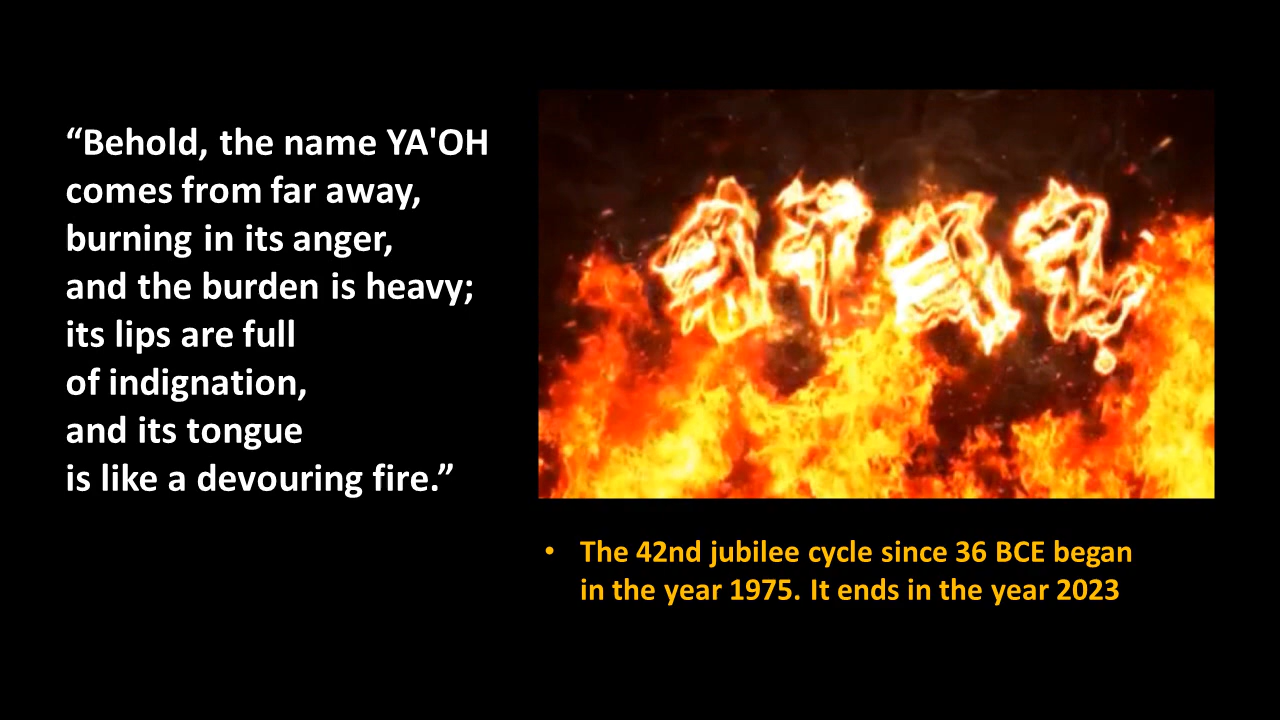 “Behold, the name YA'OH
comes from far away,
burning in its anger,
and the burden is heavy;
its lips are full
of indignation,
and its tongue
is like a devouring fire.”
𐤉𐤄𐤅𐤄
• The 42nd jubilee cycle since 36 BCE began
in the year 1975. It ends in the year 2023